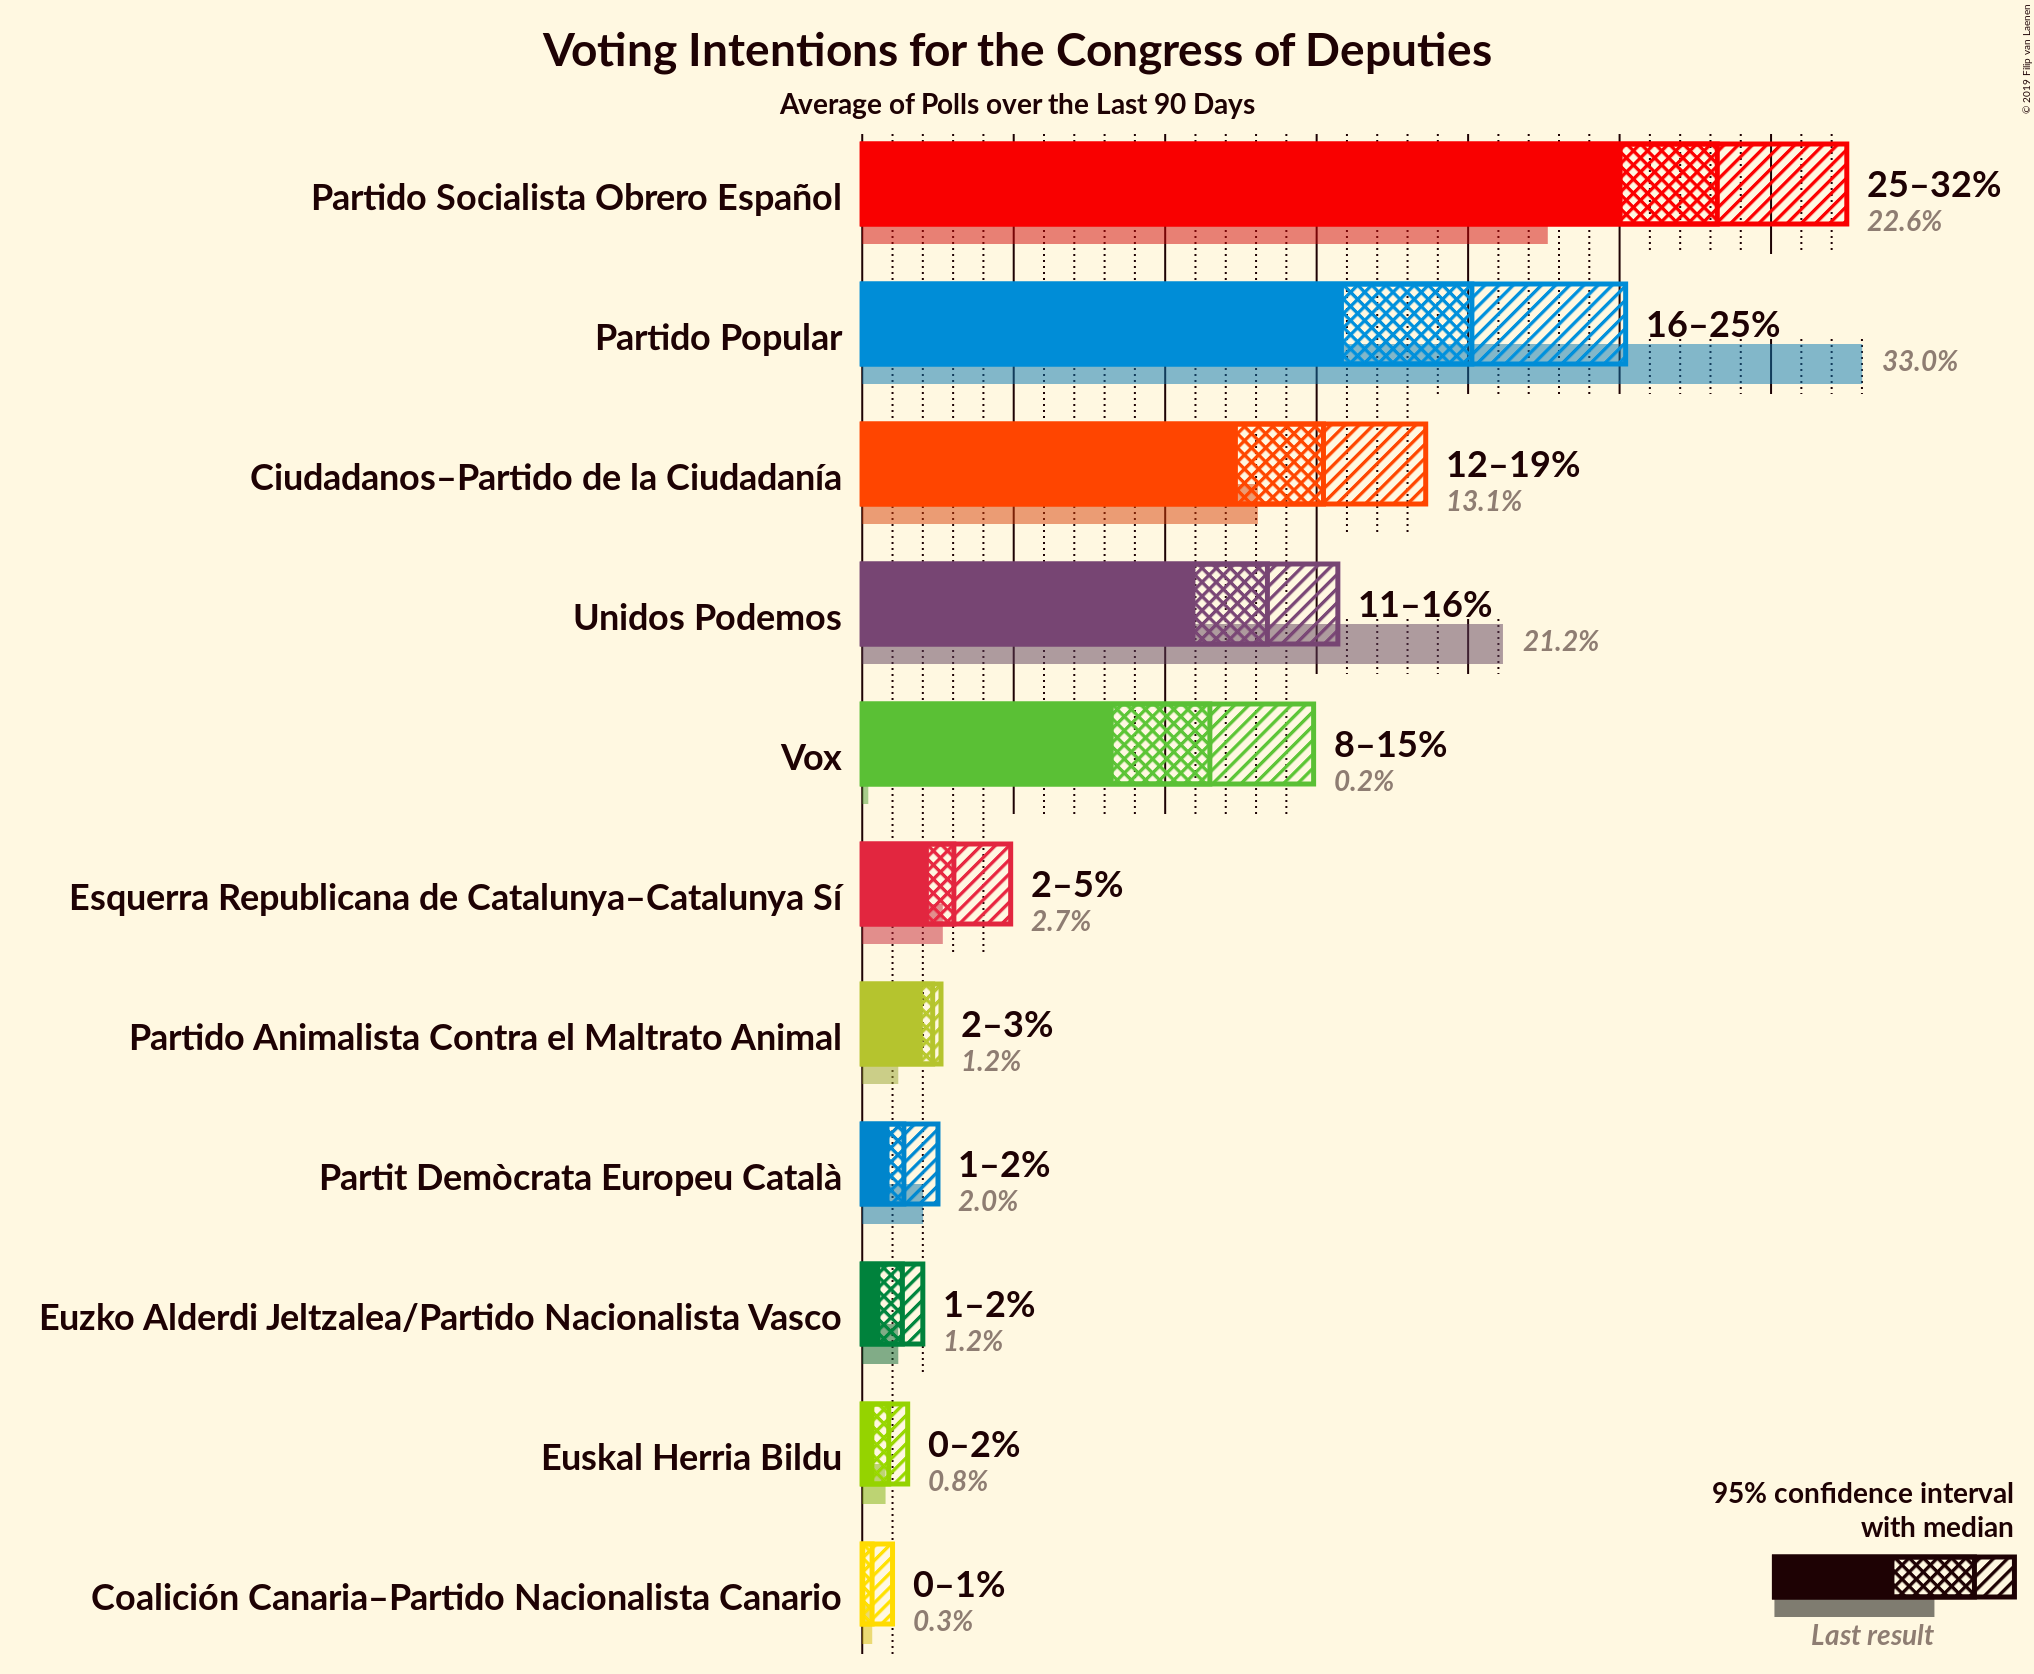 Voting Intentions for the Congress of Deputies
Average of Polls over the Last 90 Days
© 2019 Filip van Laenen
Partido Socialista Obrero Español
25–32%
22.6%
Partido Popular
16–25%
33.0%
Ciudadanos–Partido de la Ciudadanía
12–19%
13.1%
Unidos Podemos
11–16%
21.2%
Vox
8–15%
0.2%
Esquerra Republicana de Catalunya–Catalunya Sí
2–5%
2.7%
Partido Animalista Contra el Maltrato Animal
2–3%
1.2%
Partit Demòcrata Europeu Català
1–2%
2.0%
Euzko Alderdi Jeltzalea/Partido Nacionalista Vasco
1–2%
1.2%
Euskal Herria Bildu
0–2%
0.8%
Coalición Canaria–Partido Nacionalista Canario
0–1%
0.3%
95% confidence interval
with median
Last result